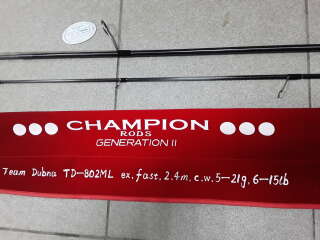 CHAMPION
RODS
GENERATION II
Team Dubna TD-802ML ex.fast. 2.4m. c.w.5-21g. 6-15lb